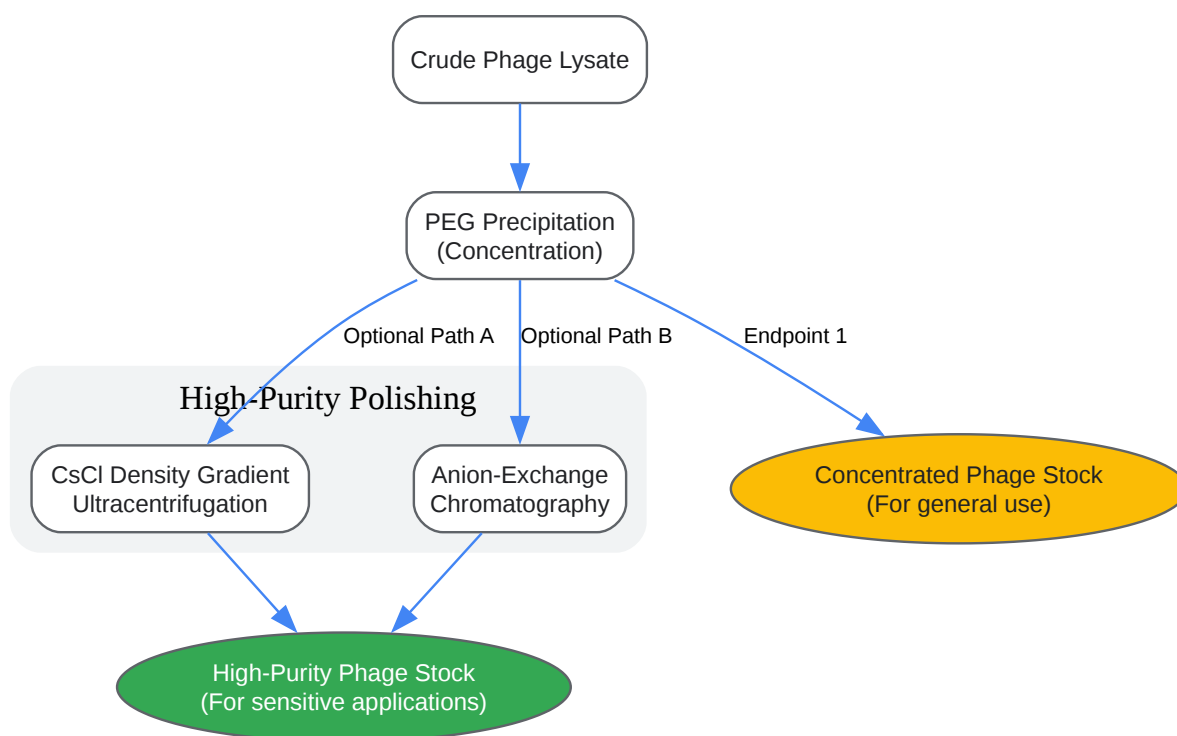 Crude Phage Lysate
PEG Precipitation
(Concentration)
Optional Path A
Optional Path B
Endpoint 1
High-Purity Polishing
CsCl Density Gradient
Ultracentrifugation
Anion-Exchange
Chromatography
Concentrated Phage Stock
(For general use)
High-Purity Phage Stock
(For sensitive applications)